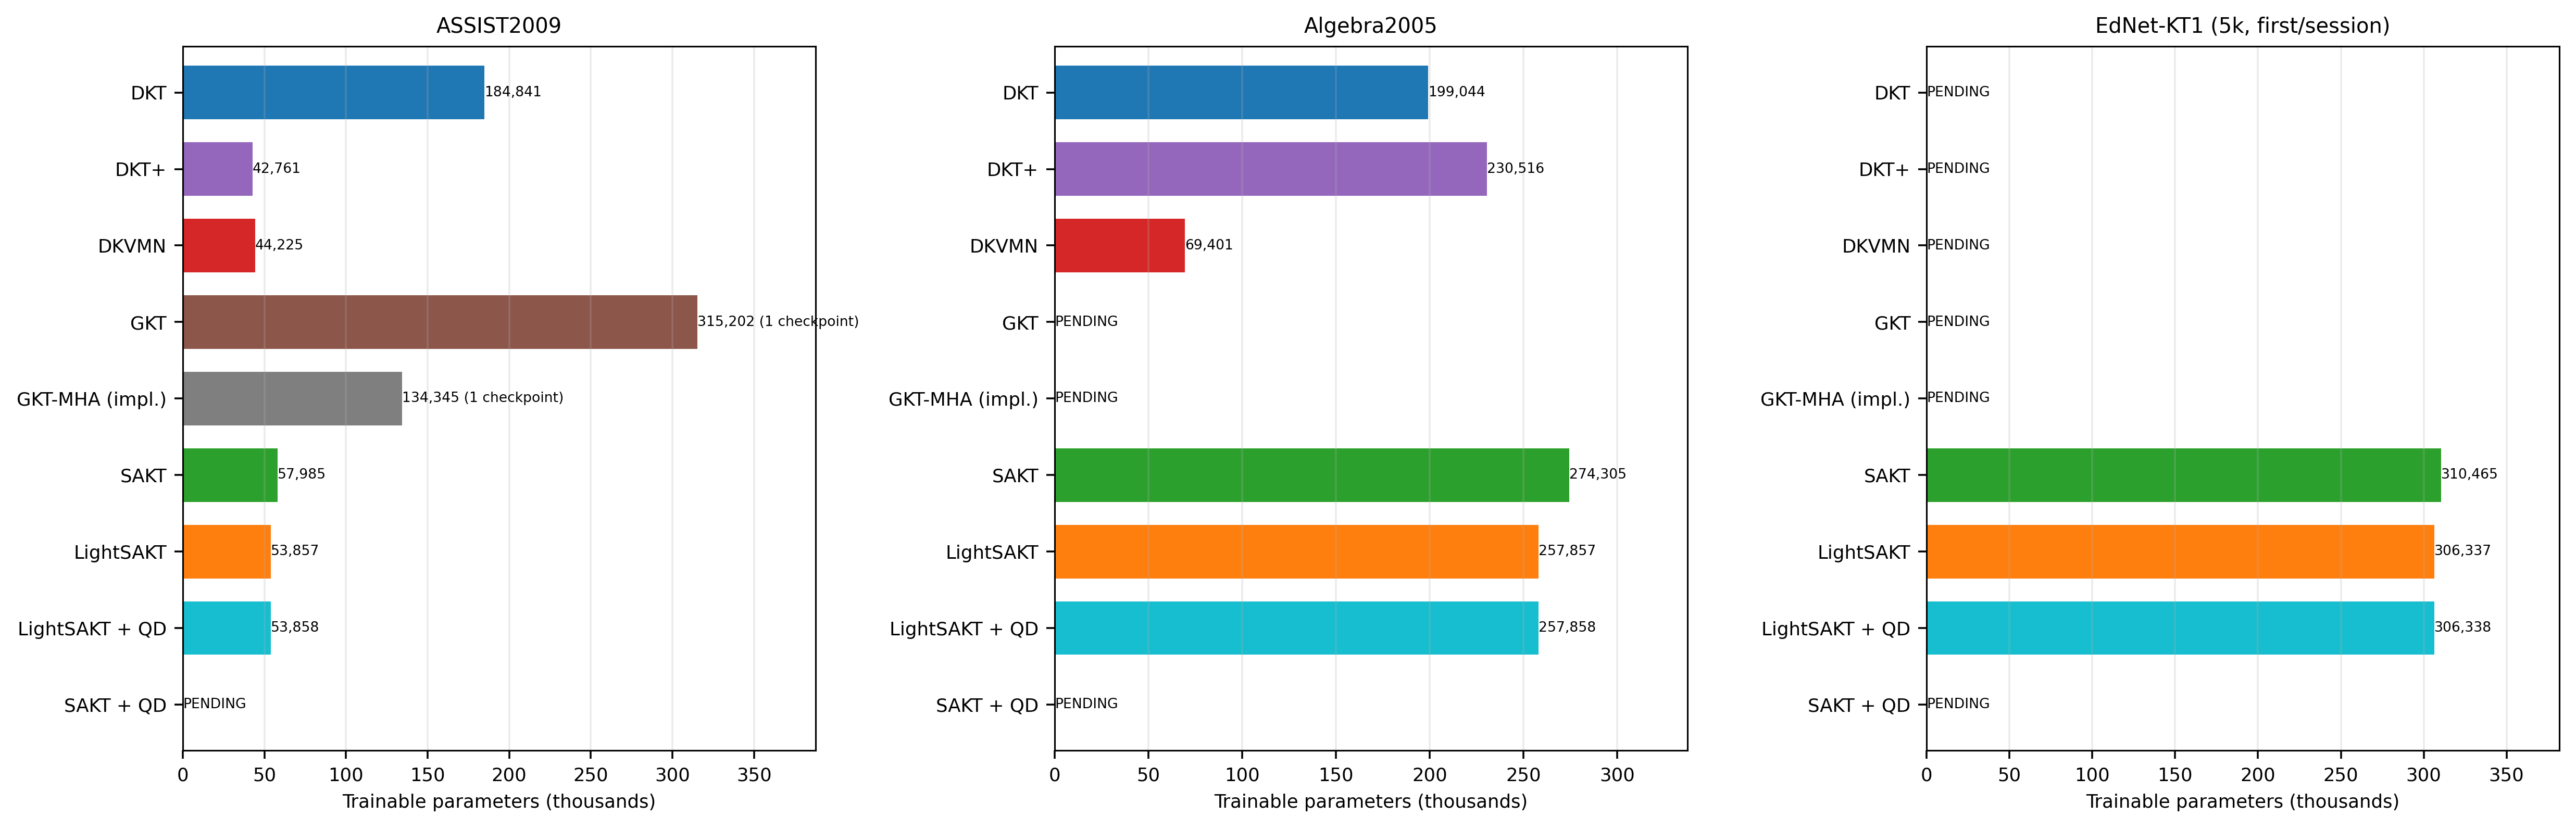 ASSIST2009
DKT
184,841
DKT+
42,761
DKVMN
44,225
GKT
315,202 (1 checkpoint)
GKT-MHA (impl.)
134,345 (1 checkpoint)
SAKT
57,985
LightSAKT
53,857
LightSAKT + QD
53,858
SAKT + QD
PENDING
0 50 100 150 200 250 300 350
Trainable parameters (thousands)
Algebra2005
DKT
199,044
DKT+
230,516
DKVMN
69,401
GKT
PENDING
GKT-MHA (impl.)
PENDING
SAKT
274,305
LightSAKT
257,857
LightSAKT + QD
257,858
SAKT + QD
PENDING
0 50 100 150 200 250 300
Trainable parameters (thousands)
EdNet-KT1 (5k, first/session)
DKT
PENDING
DKT+
PENDING
DKVMN
PENDING
GKT
PENDING
GKT-MHA (impl.)
PENDING
SAKT
310,465
LightSAKT
306,337
LightSAKT + QD
306,338
SAKT + QD
PENDING
0 50 100 150 200 250 300 350
Trainable parameters (thousands)